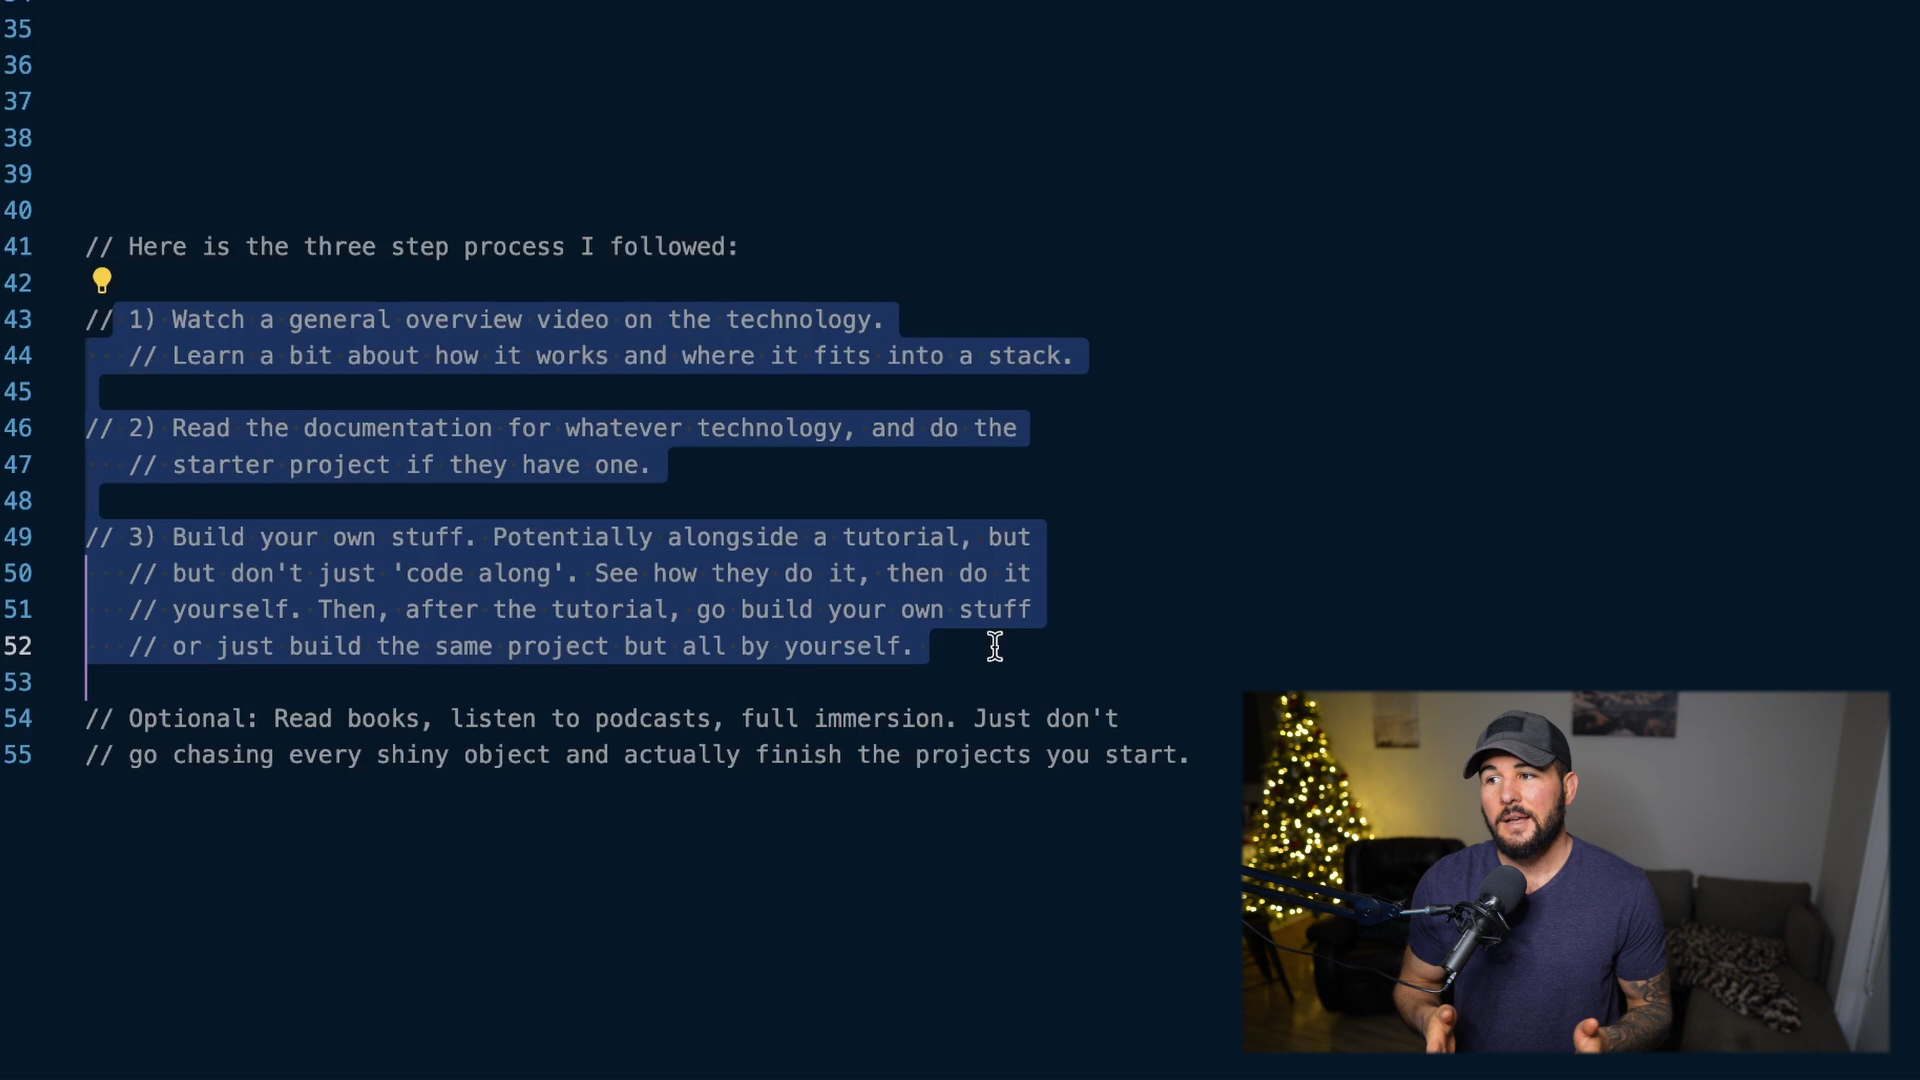 35
36
37
38
39
40
41 // Here is the three step process I followed:
42
43 // 1) Watch a general overview video on the technology.
44 // Learn a bit about how it works and where it fits into a stack.
45
46 // 2) Read the documentation for whatever technology, and do the
47 // starter project if they have one.
48
49 // 3) Build your own stuff. Potentially alongside a tutorial, but
50 // but don't just 'code along'. See how they do it, then do it
51 // yourself. Then, after the tutorial, go build your own stuff
52 // or just build the same project but all by yourself.
53
54 // Optional: Read books, listen to podcasts, full immersion. Just don't
55 // go chasing every shiny object and actually finish the projects you start.